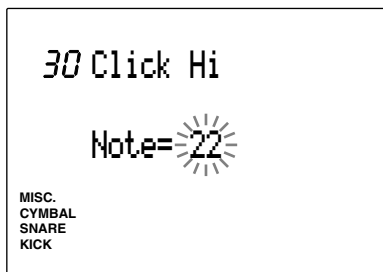 30 Click Hi
Note=22
MISC.
CYMBAL
SNARE
KICK